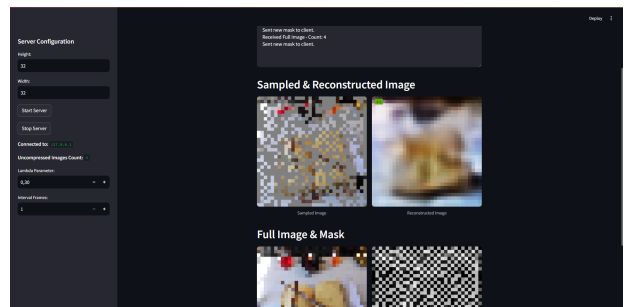 Deploy
Server Configuration
Height:
32
Width:
32
Start Server
Stop Server
Connected to:
Uncompressed Images Count:
Lambda Parameter:
0,30
Interval Frames:
1
Sent new mask to client.
Received Full Image - Count: 4
Sent new mask to client.
Sampled & Reconstructed Image
Sampled Image
Reconstructed Image
Full Image & Mask